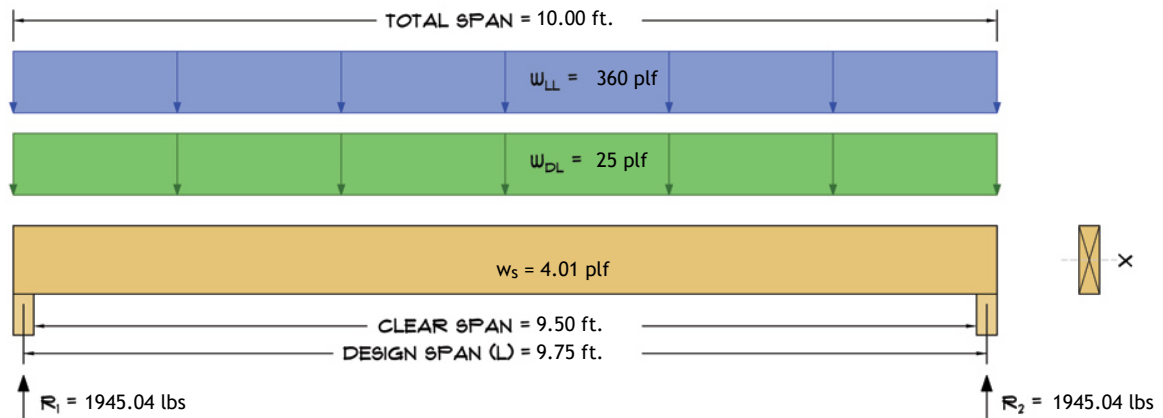 TOTAL SPAN = 10.00 ft.
wLL = 360 plf
wDL = 25 plf
ws = 4.01 plf
X
CLEAR SPAN = 9.50 ft.
DESIGN SPAN (L) = 9.75 ft.
R1 = 1945.04 lbs
R2 = 1945.04 lbs